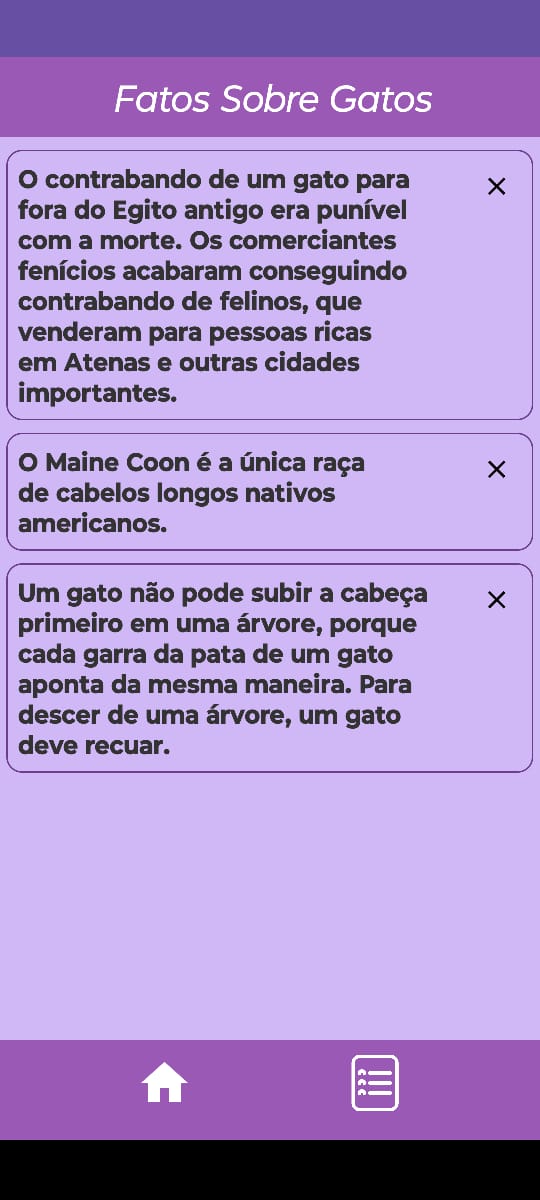 Fatos Sobre Gatos
O contrabando de um gato para
fora do Egito antigo era punível
com a morte. Os comerciantes
fenícios acabaram conseguindo
contrabando de felinos, que
venderam para pessoas ricas
em Atenas e outras cidades
importantes.
O Maine Coon é a única raça
de cabelos longos nativos
americanos.
Um gato não pode subir a cabeça
primeiro em uma árvore, porque
cada garra da pata de um gato
aponta da mesma maneira. Para
descer de uma árvore, um gato
deve recuar.